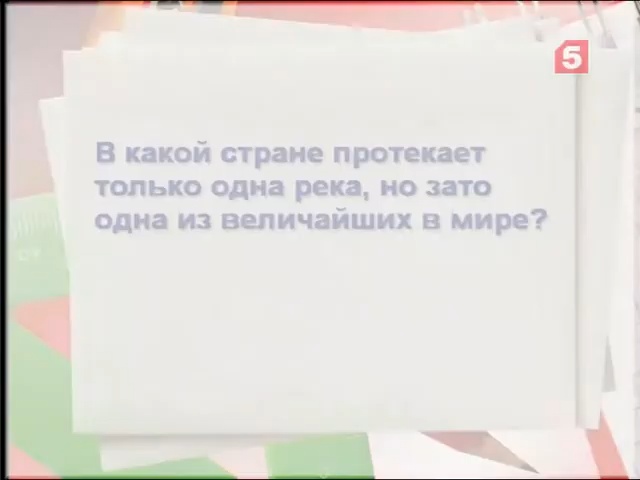 5
В какой стране протекает
только одна река, но зато
одна из величайших в мире?